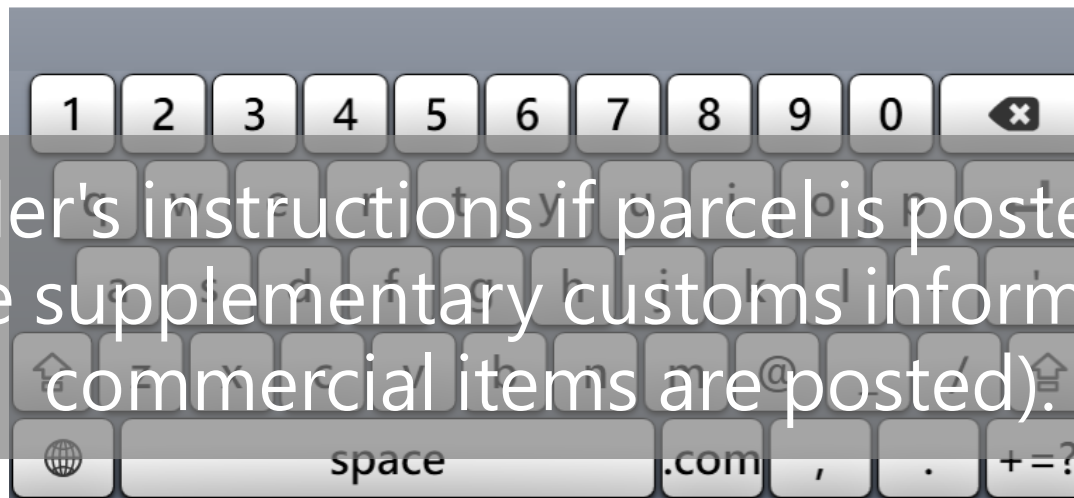 1 2 3 4 5 6 7 8 9 0
q w e r t y u i o p
er's instructions if parcel is poste
a s d f g h j k l '
e supplementary customs inform
z x c v b n m @ _ /
commercial items are posted).
space .com , . +=?